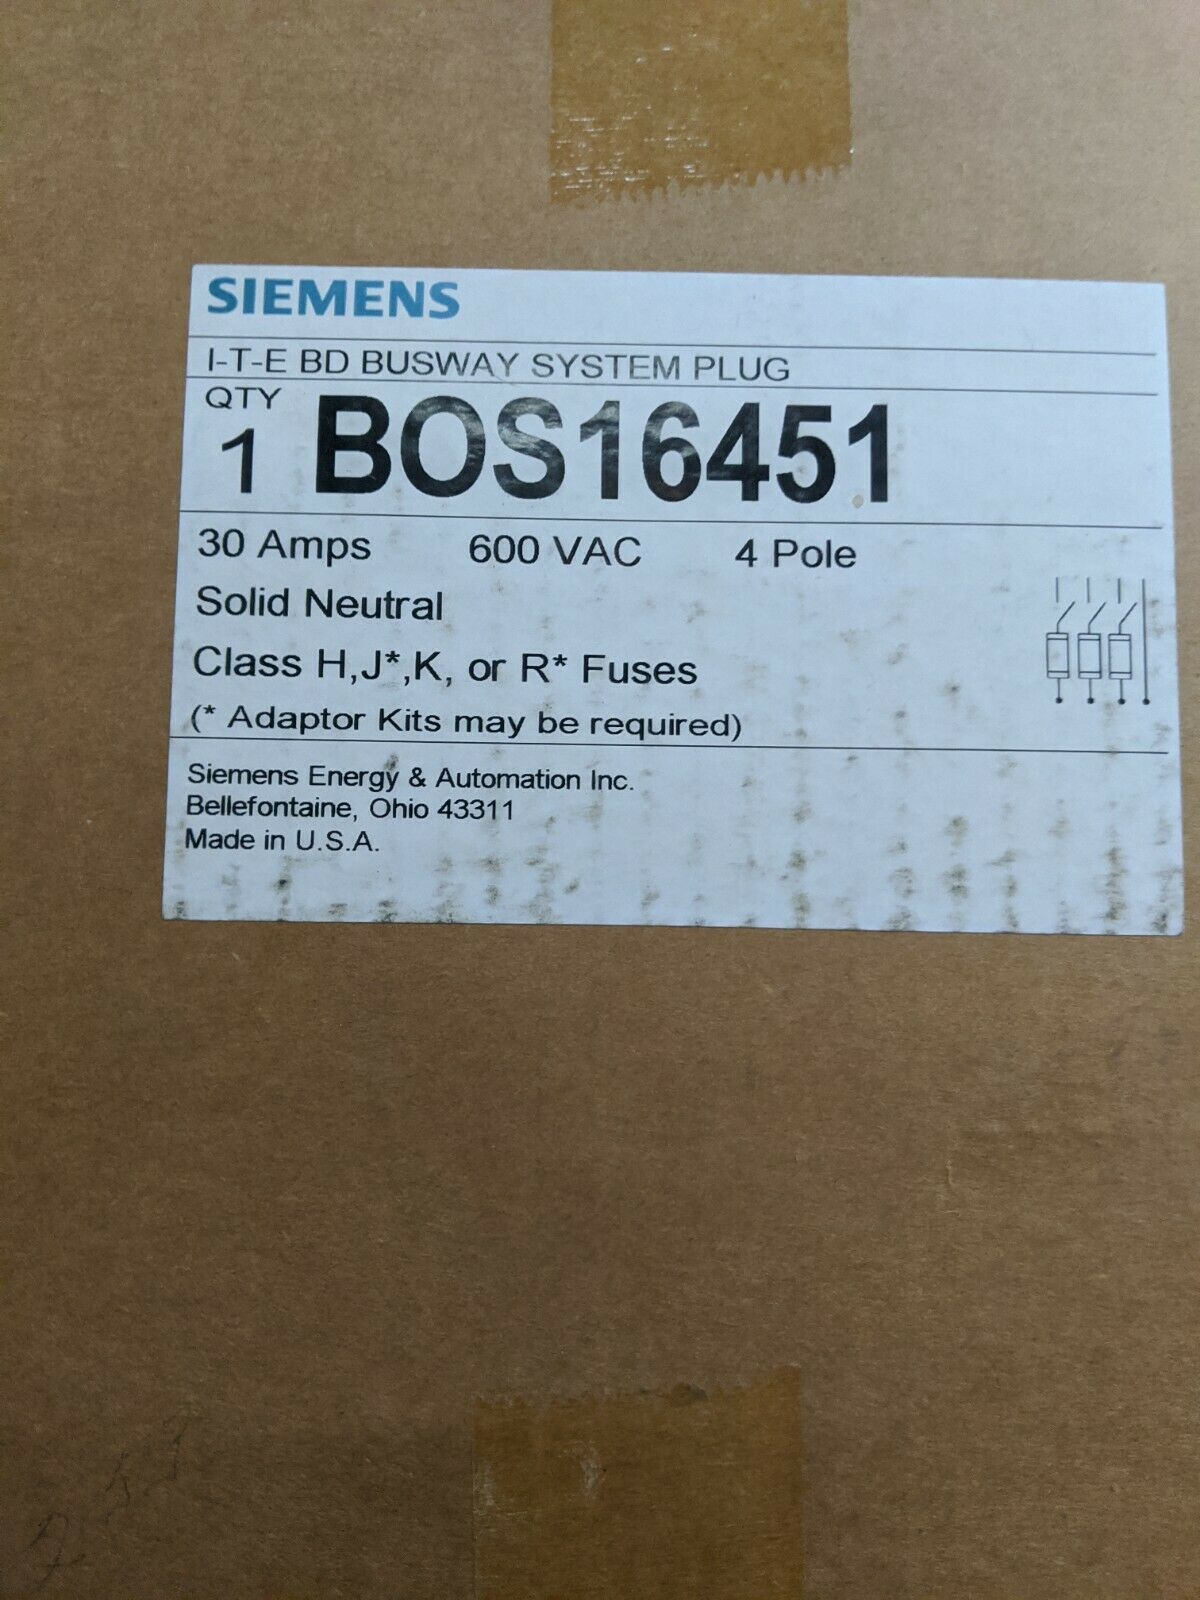 SIEMENS
I-T-E BD BUSWAY SYSTEM PLUG
QTY
1 BOS16451
30 Amps 600 VAC 4 Pole
Solid Neutral
Class H,J*,K, or R* Fuses
(* Adaptor Kits may be required)
Siemens Energy & Automation Inc.
Bellefontaine, Ohio 43311
Made in U.S.A.